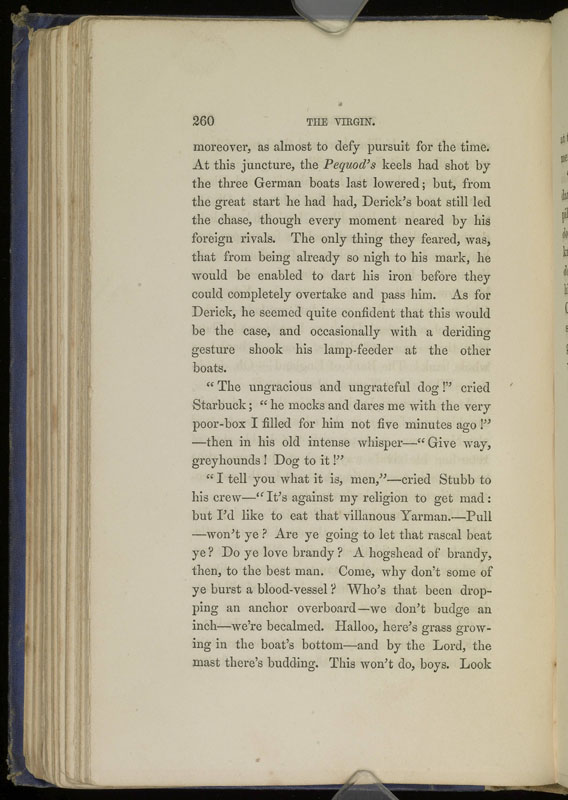 260
THE VIRGIN.
moreover, as almost to defy pursuit for the time.
At this juncture, the Pequod's keels had shot by
the three German boats last lowered; but, from
the great start he had had, Derick's boat still led
the chase, though every moment neared by his
foreign rivals. The only thing they feared, was,
that from being already so nigh to his mark, he
would be enabled to dart his iron before they
could completely overtake and pass him. As for
Derick, he seemed quite confident that this would
be the case, and occasionally with a deriding
gesture shook his lamp-feeder at the other
boats.
"The ungracious and ungrateful dog!" cried
Starbuck; "he mocks and dares me with the very
poor-box I filled for him not five minutes ago!"
—then in his old intense whisper—"Give way,
greyhounds! Dog to it!"
"I tell you what it is, men,"—cried Stubb to
his crew—"It's against my religion to get mad:
but I'd like to eat that villanous Yarman.—Pull
—won't ye? Are ye going to let that rascal beat
ye? Do ye love brandy? A hogshead of brandy,
then, to the best man. Come, why don't some of
ye burst a blood-vessel? Who's that been drop-
ping an anchor overboard—we don't budge an
inch—we're becalmed. Halloo, here's grass grow-
ing in the boat's bottom—and by the Lord, the
mast there's budding. This won't do, boys. Look